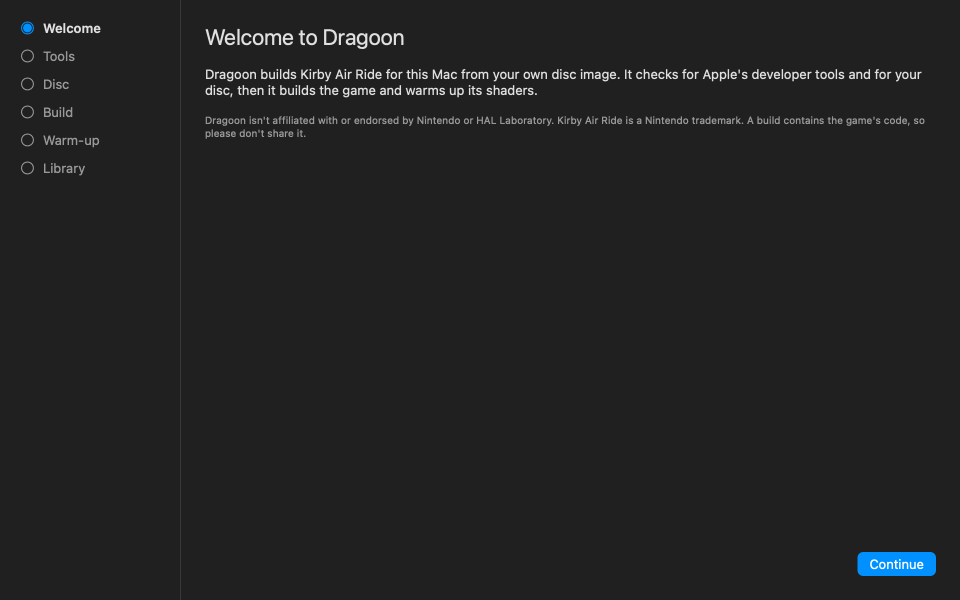 Welcome
Tools
Disc
Build
Warm-up
Library
Welcome to Dragoon
Dragoon builds Kirby Air Ride for this Mac from your own disc image. It checks for Apple's developer tools and for your
disc, then it builds the game and warms up its shaders.
Dragoon isn't affiliated with or endorsed by Nintendo or HAL Laboratory. Kirby Air Ride is a Nintendo trademark. A build contains the game's code, so
please don't share it.
Continue